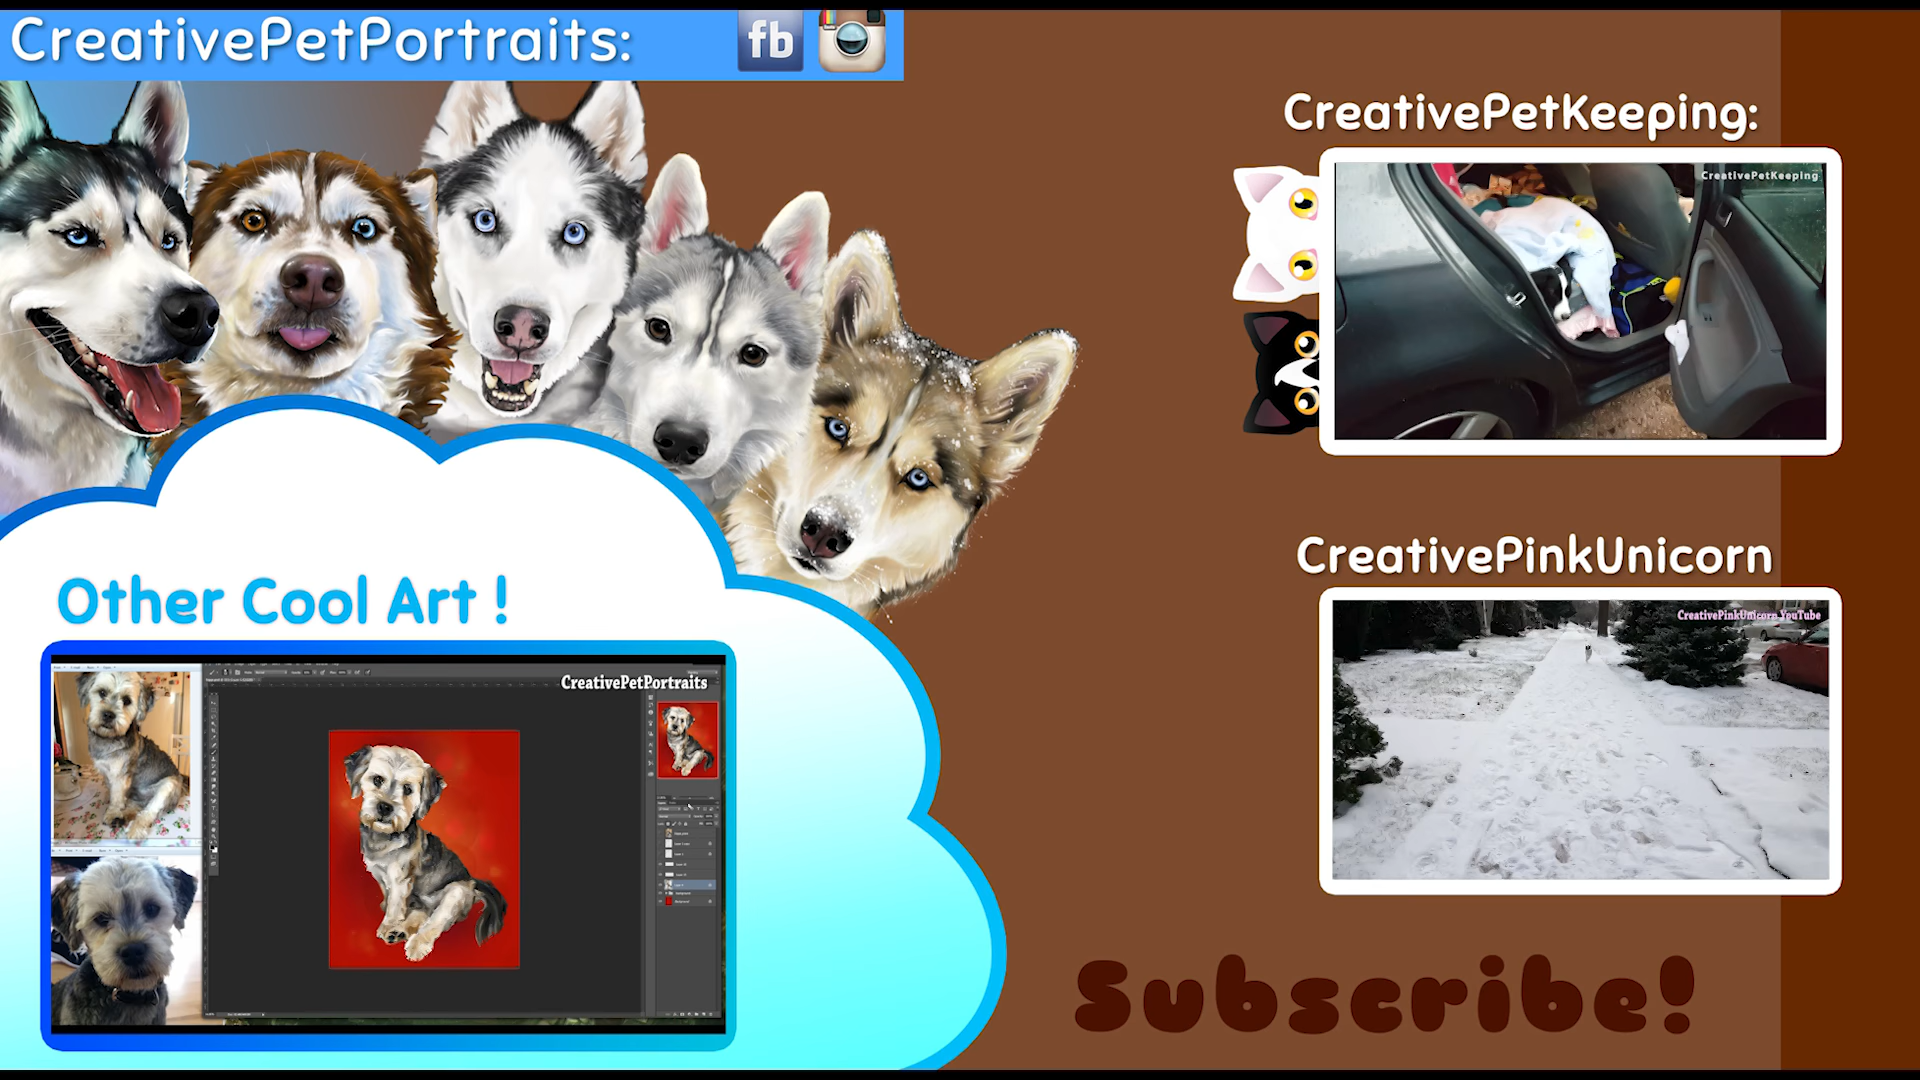 CreativePetPortraits:
fb
CreativePetKeeping:
CreativePetKeeping
CreativePinkUnicorn
CreativePinkUnicorn YouTube
Other Cool Art !
CreativePetPortraits
Subscribe!